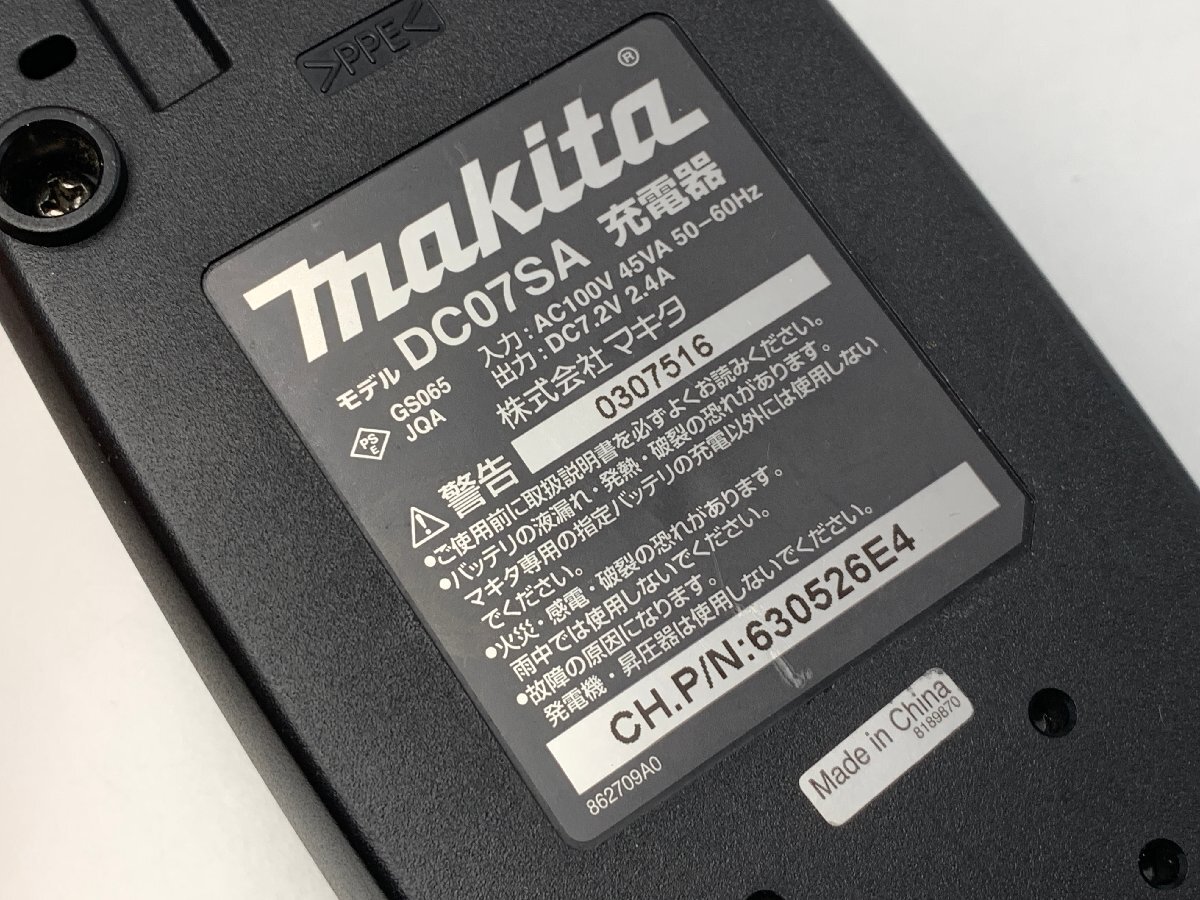 >PPE<
makita®
モデル DC07SA 充電器
PS
E
GS065
JQA
入力:AC100V 45VA 50-60Hz
出力:DC7.2V 2.4A
株式会社 マキタ
0307516
警告
•ご使用前に取扱説明書を必ずよくお読みください。
•バッテリの液漏れ・発熱・破裂の恐れがあります。
マキタ専用の指定バッテリの充電以外には使用しない
でください。
•火災・感電・破裂の恐れがあります。
雨中では使用しないでください。
•故障の原因になります。
発電機・昇圧器は使用しないでください。
CH.P/N:630526E4
862709A0
Made in China
8189870